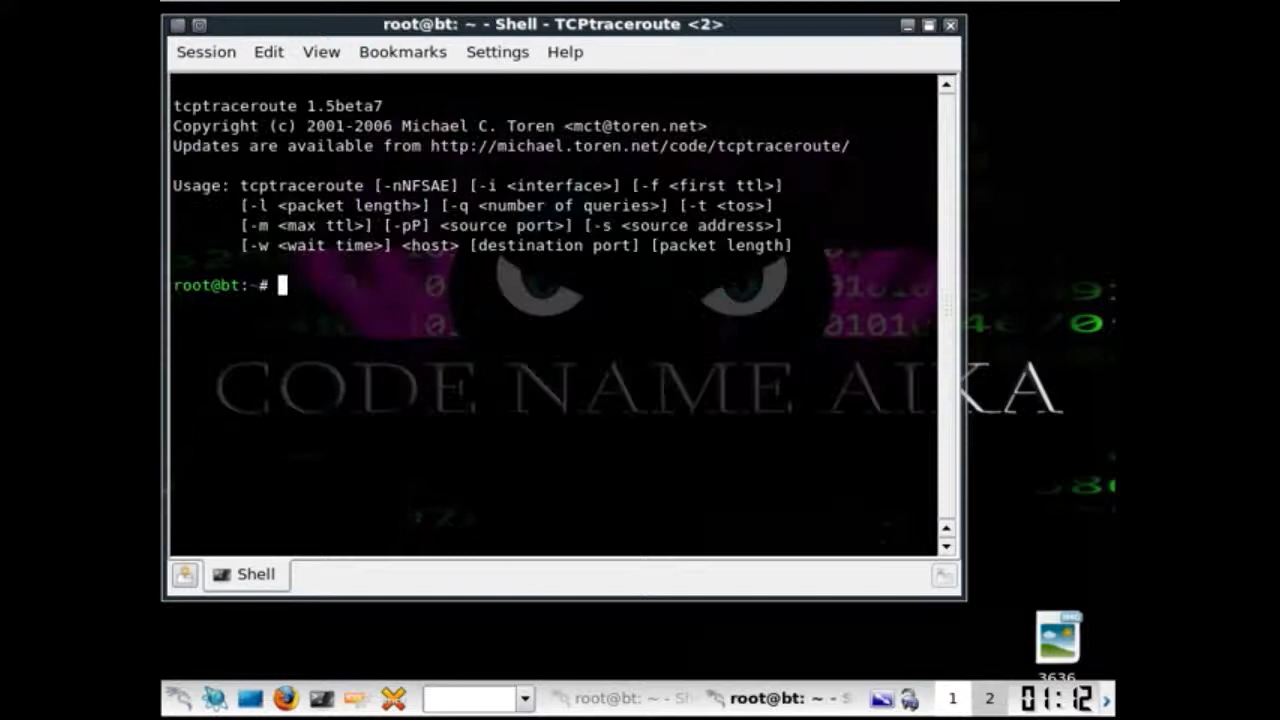 root@bt: ~ - Shell - TCPtraceroute <2>
Session Edit View Bookmarks Settings Help
tcptraceroute 1.5beta7
Copyright (c) 2001-2006 Michael C. Toren <mct@toren.net>
Updates are available from http://michael.toren.net/code/tcptraceroute/
Usage: tcptraceroute [-nNFSAE] [-i <interface>] [-f <first ttl>]
[-l <packet length>] [-q <number of queries>] [-t <tos>]
[-m <max ttl>] [-pP] <source port>] [-s <source address>]
[-w <wait time>] <host> [destination port] [packet length]
root@bt:~#
CODE NAME AIKA
Shell
3636
root@bt: ~ - Sh root@bt: ~ - S 1 2 01:12